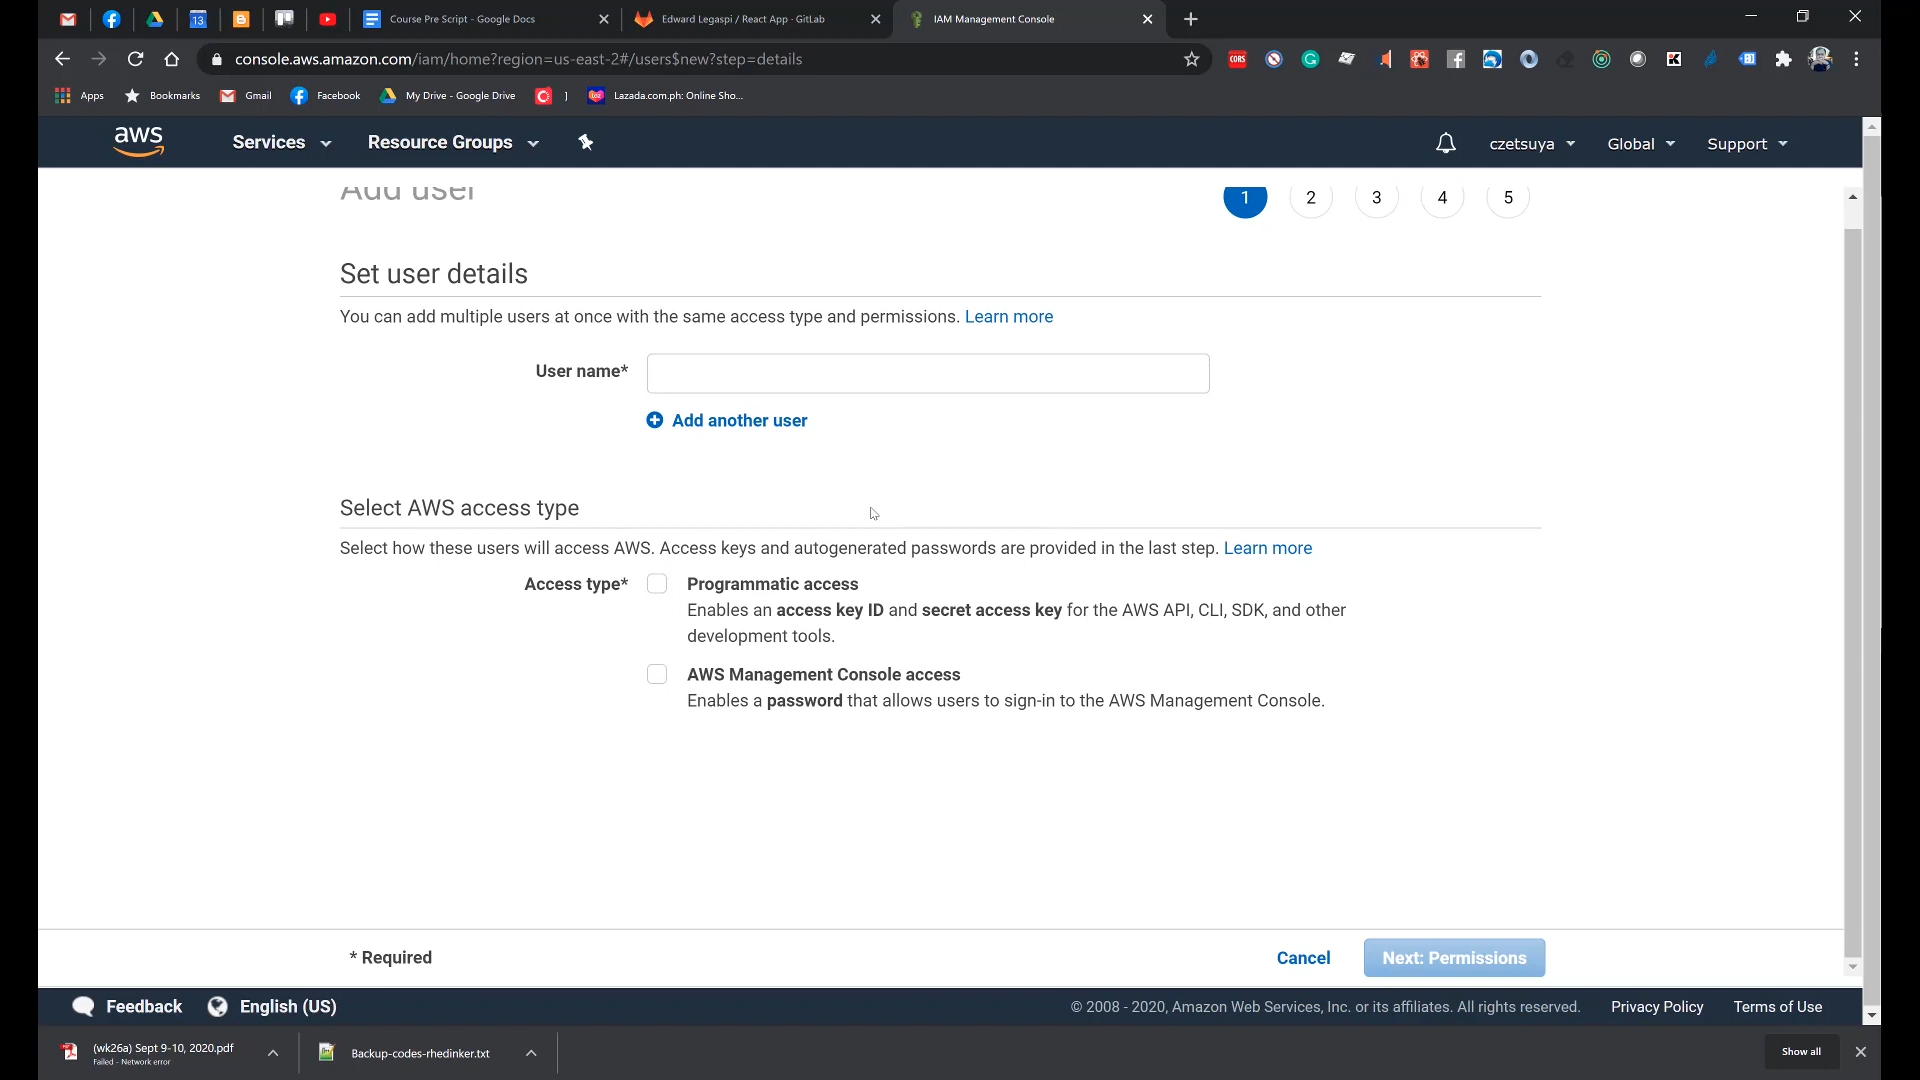 Course Pre Script - Google Docs
Edward Legaspi / React App · GitLab
IAM Management Console
console.aws.amazon.com/iam/home?region=us-east-2#/users$new?step=details
Apps
Bookmarks
Gmail
Facebook
My Drive - Google Drive
]
Lazada.com.ph: Online Sho...
aws
Services
Resource Groups
czetsuya
Global
Support
Add user
1 2 3 4 5
Set user details
You can add multiple users at once with the same access type and permissions. Learn more
User name*
Add another user
Select AWS access type
Select how these users will access AWS. Access keys and autogenerated passwords are provided in the last step. Learn more
Access type*
Programmatic access
Enables an access key ID and secret access key for the AWS API, CLI, SDK, and other
development tools.
AWS Management Console access
Enables a password that allows users to sign-in to the AWS Management Console.
* Required
Cancel
Next: Permissions
Feedback
English (US)
© 2008 - 2020, Amazon Web Services, Inc. or its affiliates. All rights reserved.
Privacy Policy
Terms of Use
(wk26a) Sept 9-10, 2020.pdf
Failed - Network error
Backup-codes-rhedinker.txt
Show all